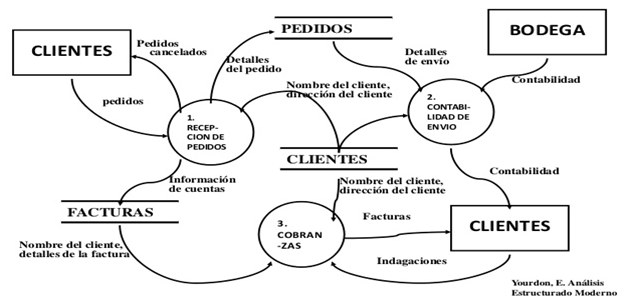 CLIENTES
Pedidos
cancelados
pedidos
Detalles
del pedido
PEDIDOS
Detalles
de envío
BODEGA
Contabilidad
Nombre del cliente,
dirección del cliente
1.
RECEP-
CION DE
PEDIDOS
2.
CONTABI-
LIDAD DE
ENVIO
CLIENTES
Información
de cuentas
Nombre del cliente,
dirección del cliente
Contabilidad
FACTURAS
Facturas
3.
COBRAN
-ZAS
CLIENTES
Nombre del cliente,
detalles de la factura
Indagaciones
Yourdon, E. Análisis
Estructurado Moderno